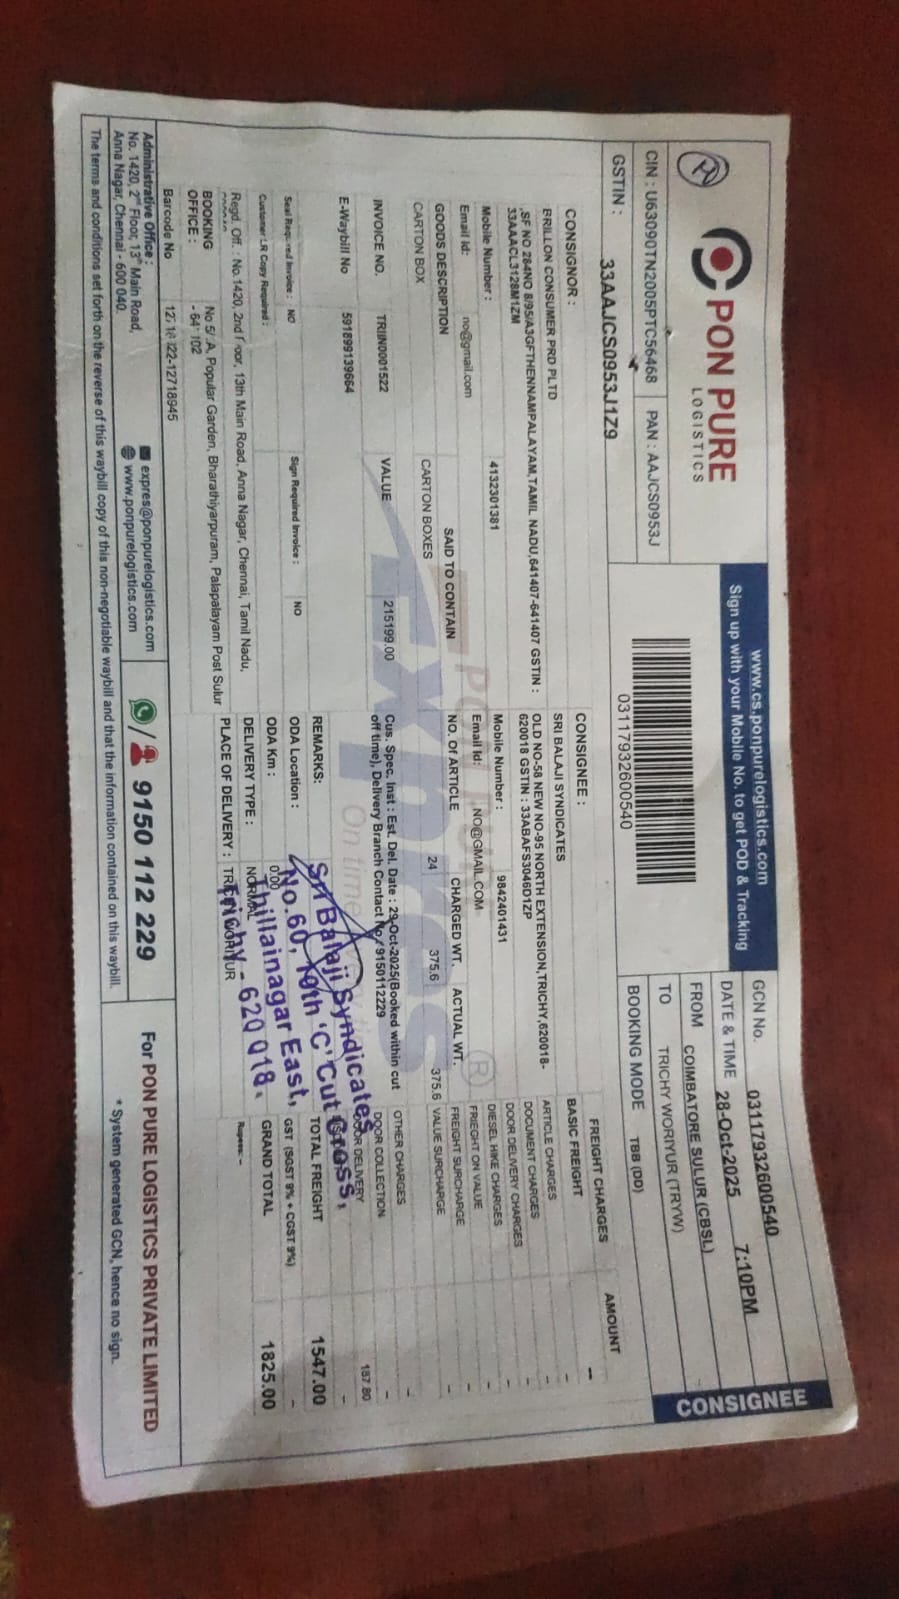 PON PURE
LOGISTICS
www.cs.ponpurelogistics.com
Sign up with your Mobile No. to get POD & Tracking
CONSIGNEE
GCN No. 03117932600540
DATE & TIME 28-Oct-2025 7:10PM
FROM COIMBATORE SULUR (CBSL)
TO TRICHY WORIYUR (TRYW)
BOOKING MODE TBB (DD)
CIN : U63090TN2005PTC56468 PAN : AAJCS0953J
GSTIN : 33AAJCS0953J1Z9
03117932600540
CONSIGNOR :
ERILLON CONSUMER PRD PLTD
,SF NO 284NO 8/95/A3GFTHENNAMPALAYAM,TAMIL NADU,641407-641407 GSTIN :
33AAACL3128M1ZM
Mobile Number : 4132301381
Email Id: no@gmail.com
CONSIGNEE :
SRI BALAJI SYNDICATES
OLD NO-58 NEW NO-95 NORTH EXTENSION,TRICHY,620018-
620018 GSTIN : 33ABAFS3046D1ZP
Mobile Number : 9842401431
Email Id: NO@GMAIL.COM
GOODS DESCRIPTION SAID TO CONTAIN NO. Of ARTICLE CHARGED WT. ACTUAL WT.
CARTON BOX CARTON BOXES 24 375.6 375.6
INVOICE NO. TRIIN0001522 VALUE 215199.00
E-Waybill No 591899139664
Cus. Spec. Inst : Est. Del. Date : 29-Oct-2025(Booked within cut
off time), Delivery Branch Contact No / 9150112229
Seal Required Invoice : NO Sign Required Invoice : NO
Customer LR Copy Required :
REMARKS:
ODA Location :
ODA Km : 0.00
DELIVERY TYPE : NORMAL
PLACE OF DELIVERY :
Regd. Off. : No.1420, 2nd Floor, 13th Main Road, Anna Nagar, Chennai, Tamil Nadu,
BOOKING
OFFICE :
No 5/ A, Popular Garden, Bharathiyarpuram, Palapalayam Post Sulur
Barcode No
Sri Balaji Syndicates
No.60, 10th 'C' Cut Cross,
Thillainagar East,
Trichy - 620 018.
Expres
On time
FREIGHT CHARGES AMOUNT
BASIC FREIGHT -
ARTICLE CHARGES -
DOCUMENT CHARGES -
DOOR DELIVERY CHARGES -
DIESEL HIKE CHARGES -
FRIEGHT ON VALUE -
FREIGHT SURCHARGE -
VALUE SURCHARGE -
OTHER CHARGES -
DOOR COLLECTION -
DOOR DELIVERY 187.80
TOTAL FREIGHT 1547.00
GST (SGST 9% + CGST 9%) -
GRAND TOTAL 1825.00
Rupees: -
Administrative Office :
No. 1420, 2nd Floor, 13th Main Road,
Anna Nagar, Chennai - 600 040.
expres@ponpurelogistics.com
www.ponpurelogistics.com
9150 112 229
For PON PURE LOGISTICS PRIVATE LIMITED
The terms and conditions set forth on the reverse of this waybill copy of this non-negotiable waybill and that the information contained on this waybill.
* System generated GCN, hence no sign.